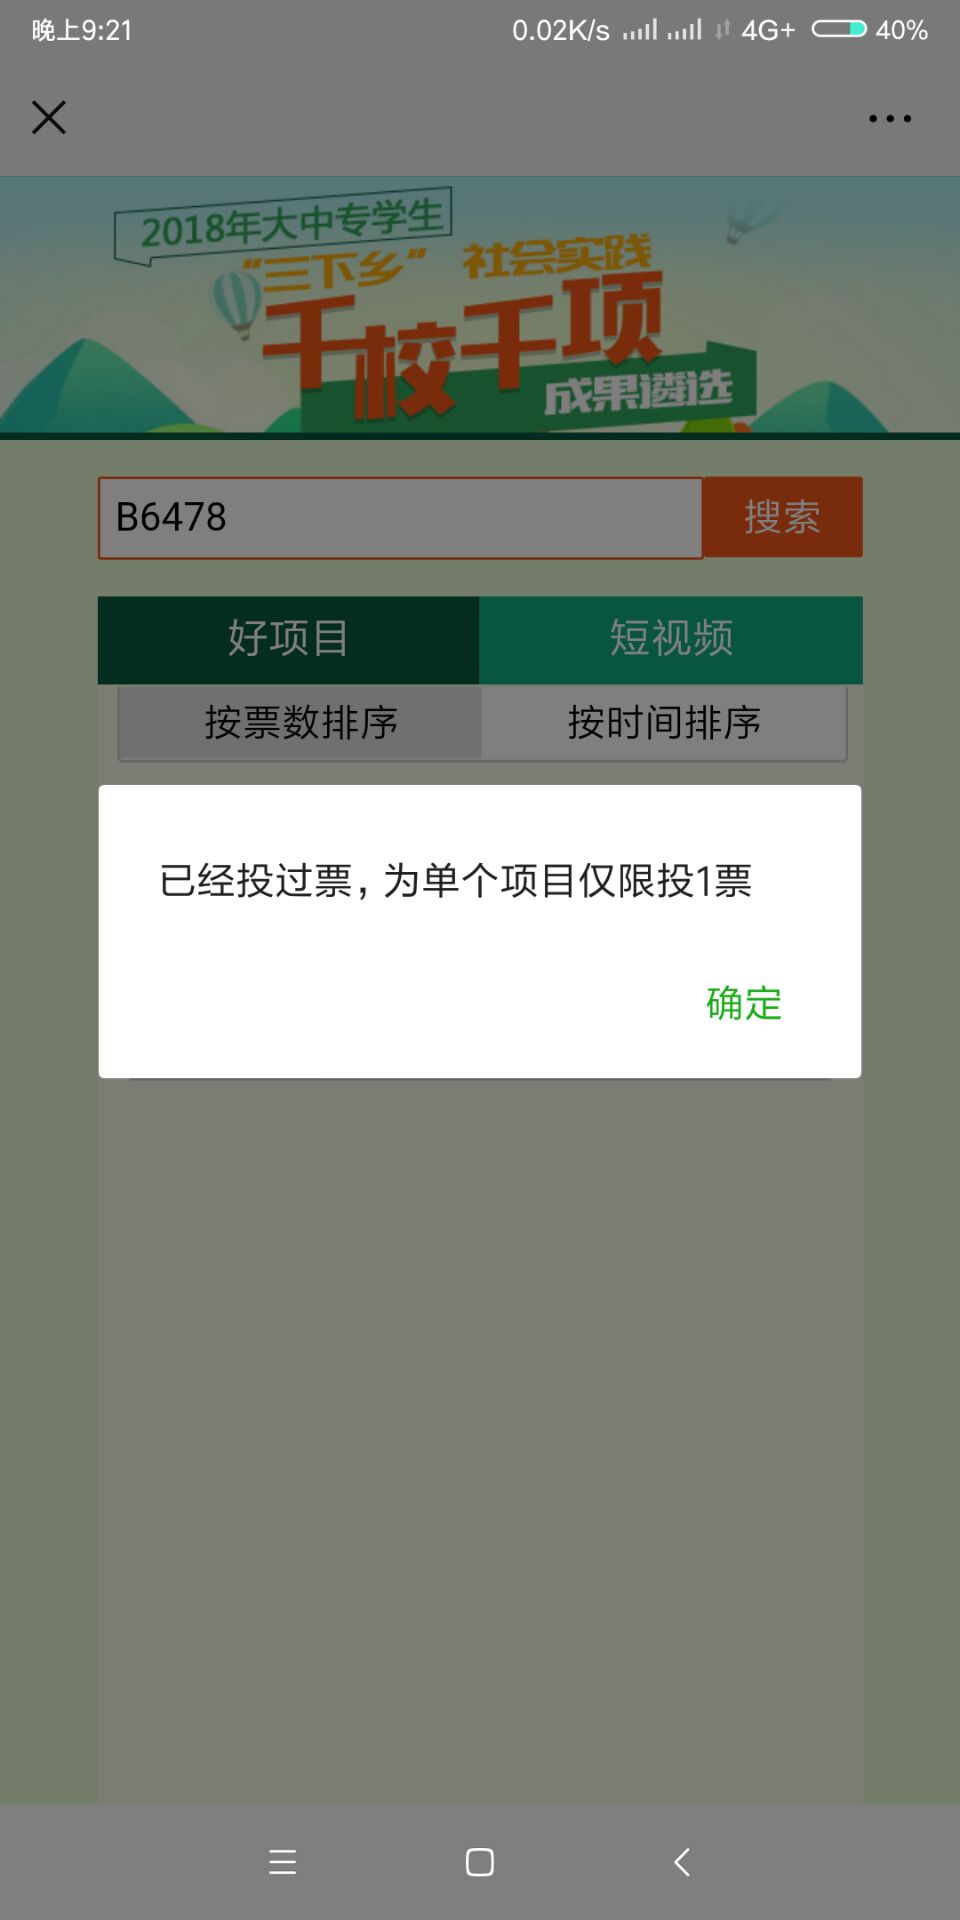 晚上9:21
0.02K/s 4G+ 40%
2018年大中专学生
“三下乡” 社会实践
千校千项
成果遴选
B6478
搜索
好项目
短视频
按票数排序
按时间排序
已经投过票，为单个项目仅限投1票
确定